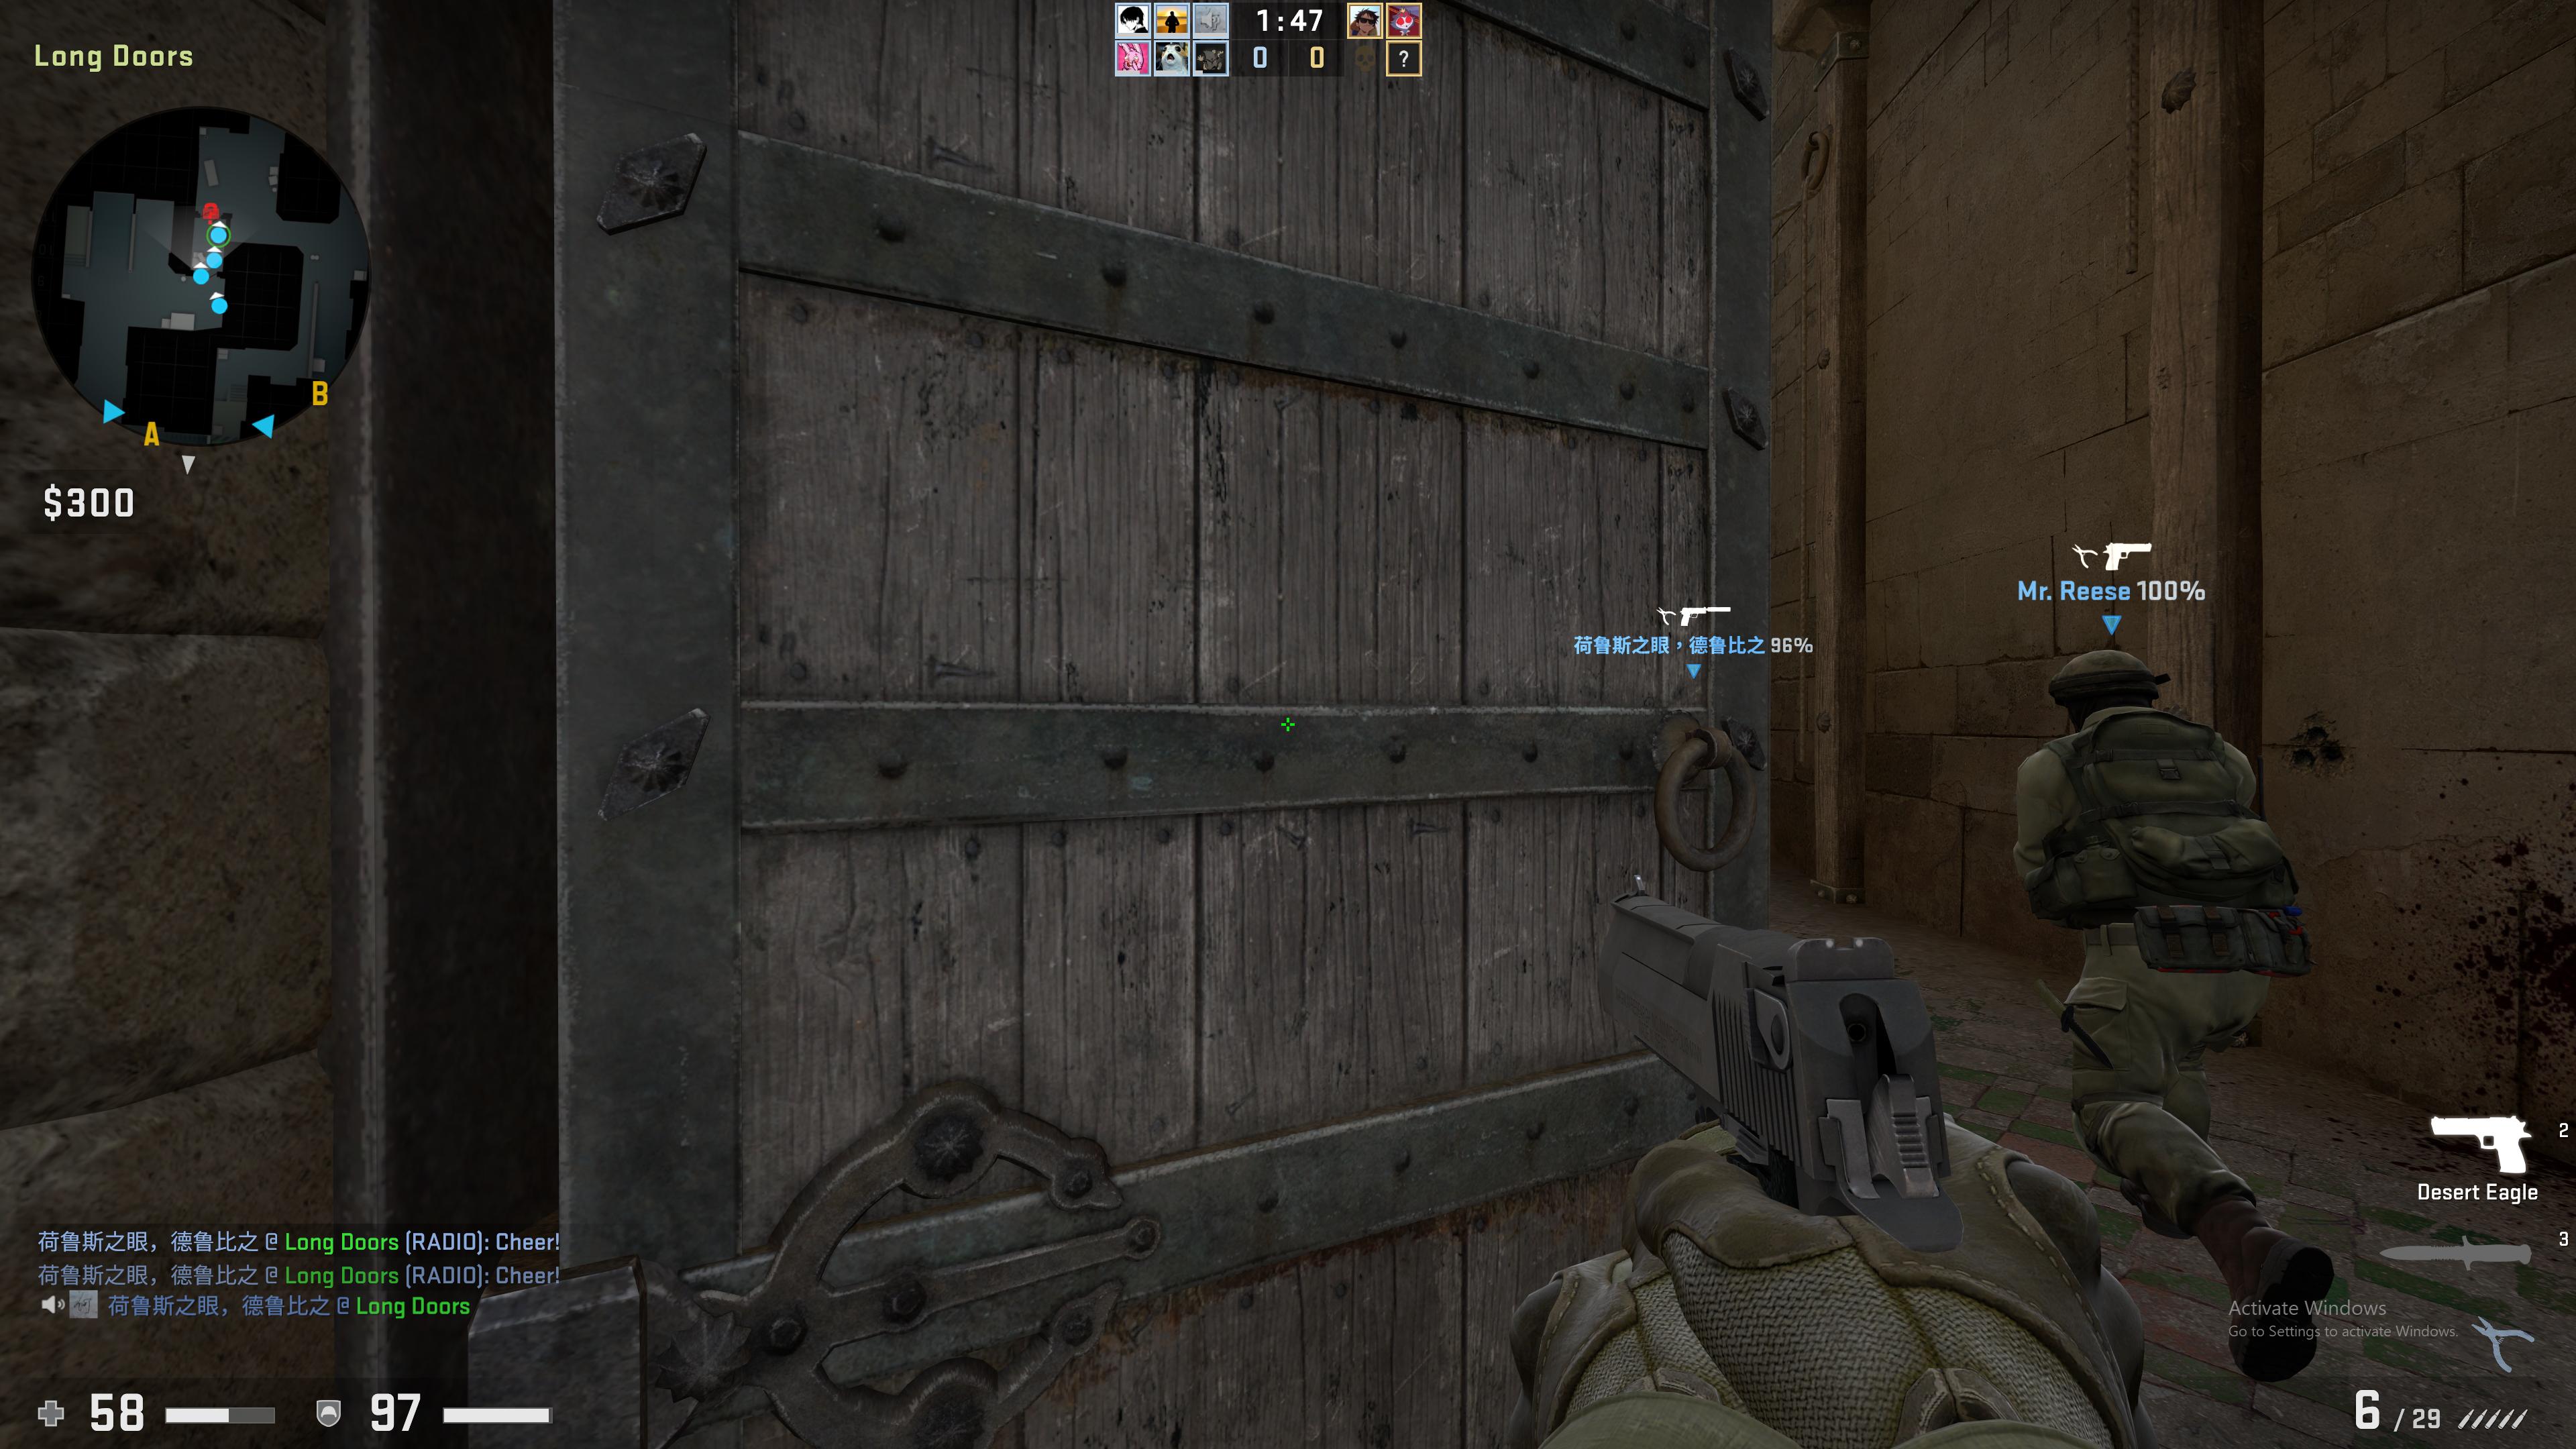 1:47
0 0
?
Long Doors
B
A
$300
Mr. Reese 100%
荷鲁斯之眼，德鲁比之 96%
2
Desert Eagle
3
荷鲁斯之眼，德鲁比之 @ Long Doors (RADIO): Cheer!
荷鲁斯之眼，德鲁比之 @ Long Doors (RADIO): Cheer!
荷鲁斯之眼，德鲁比之 @ Long Doors
Activate Windows
Go to Settings to activate Windows.
58 97
6 / 29